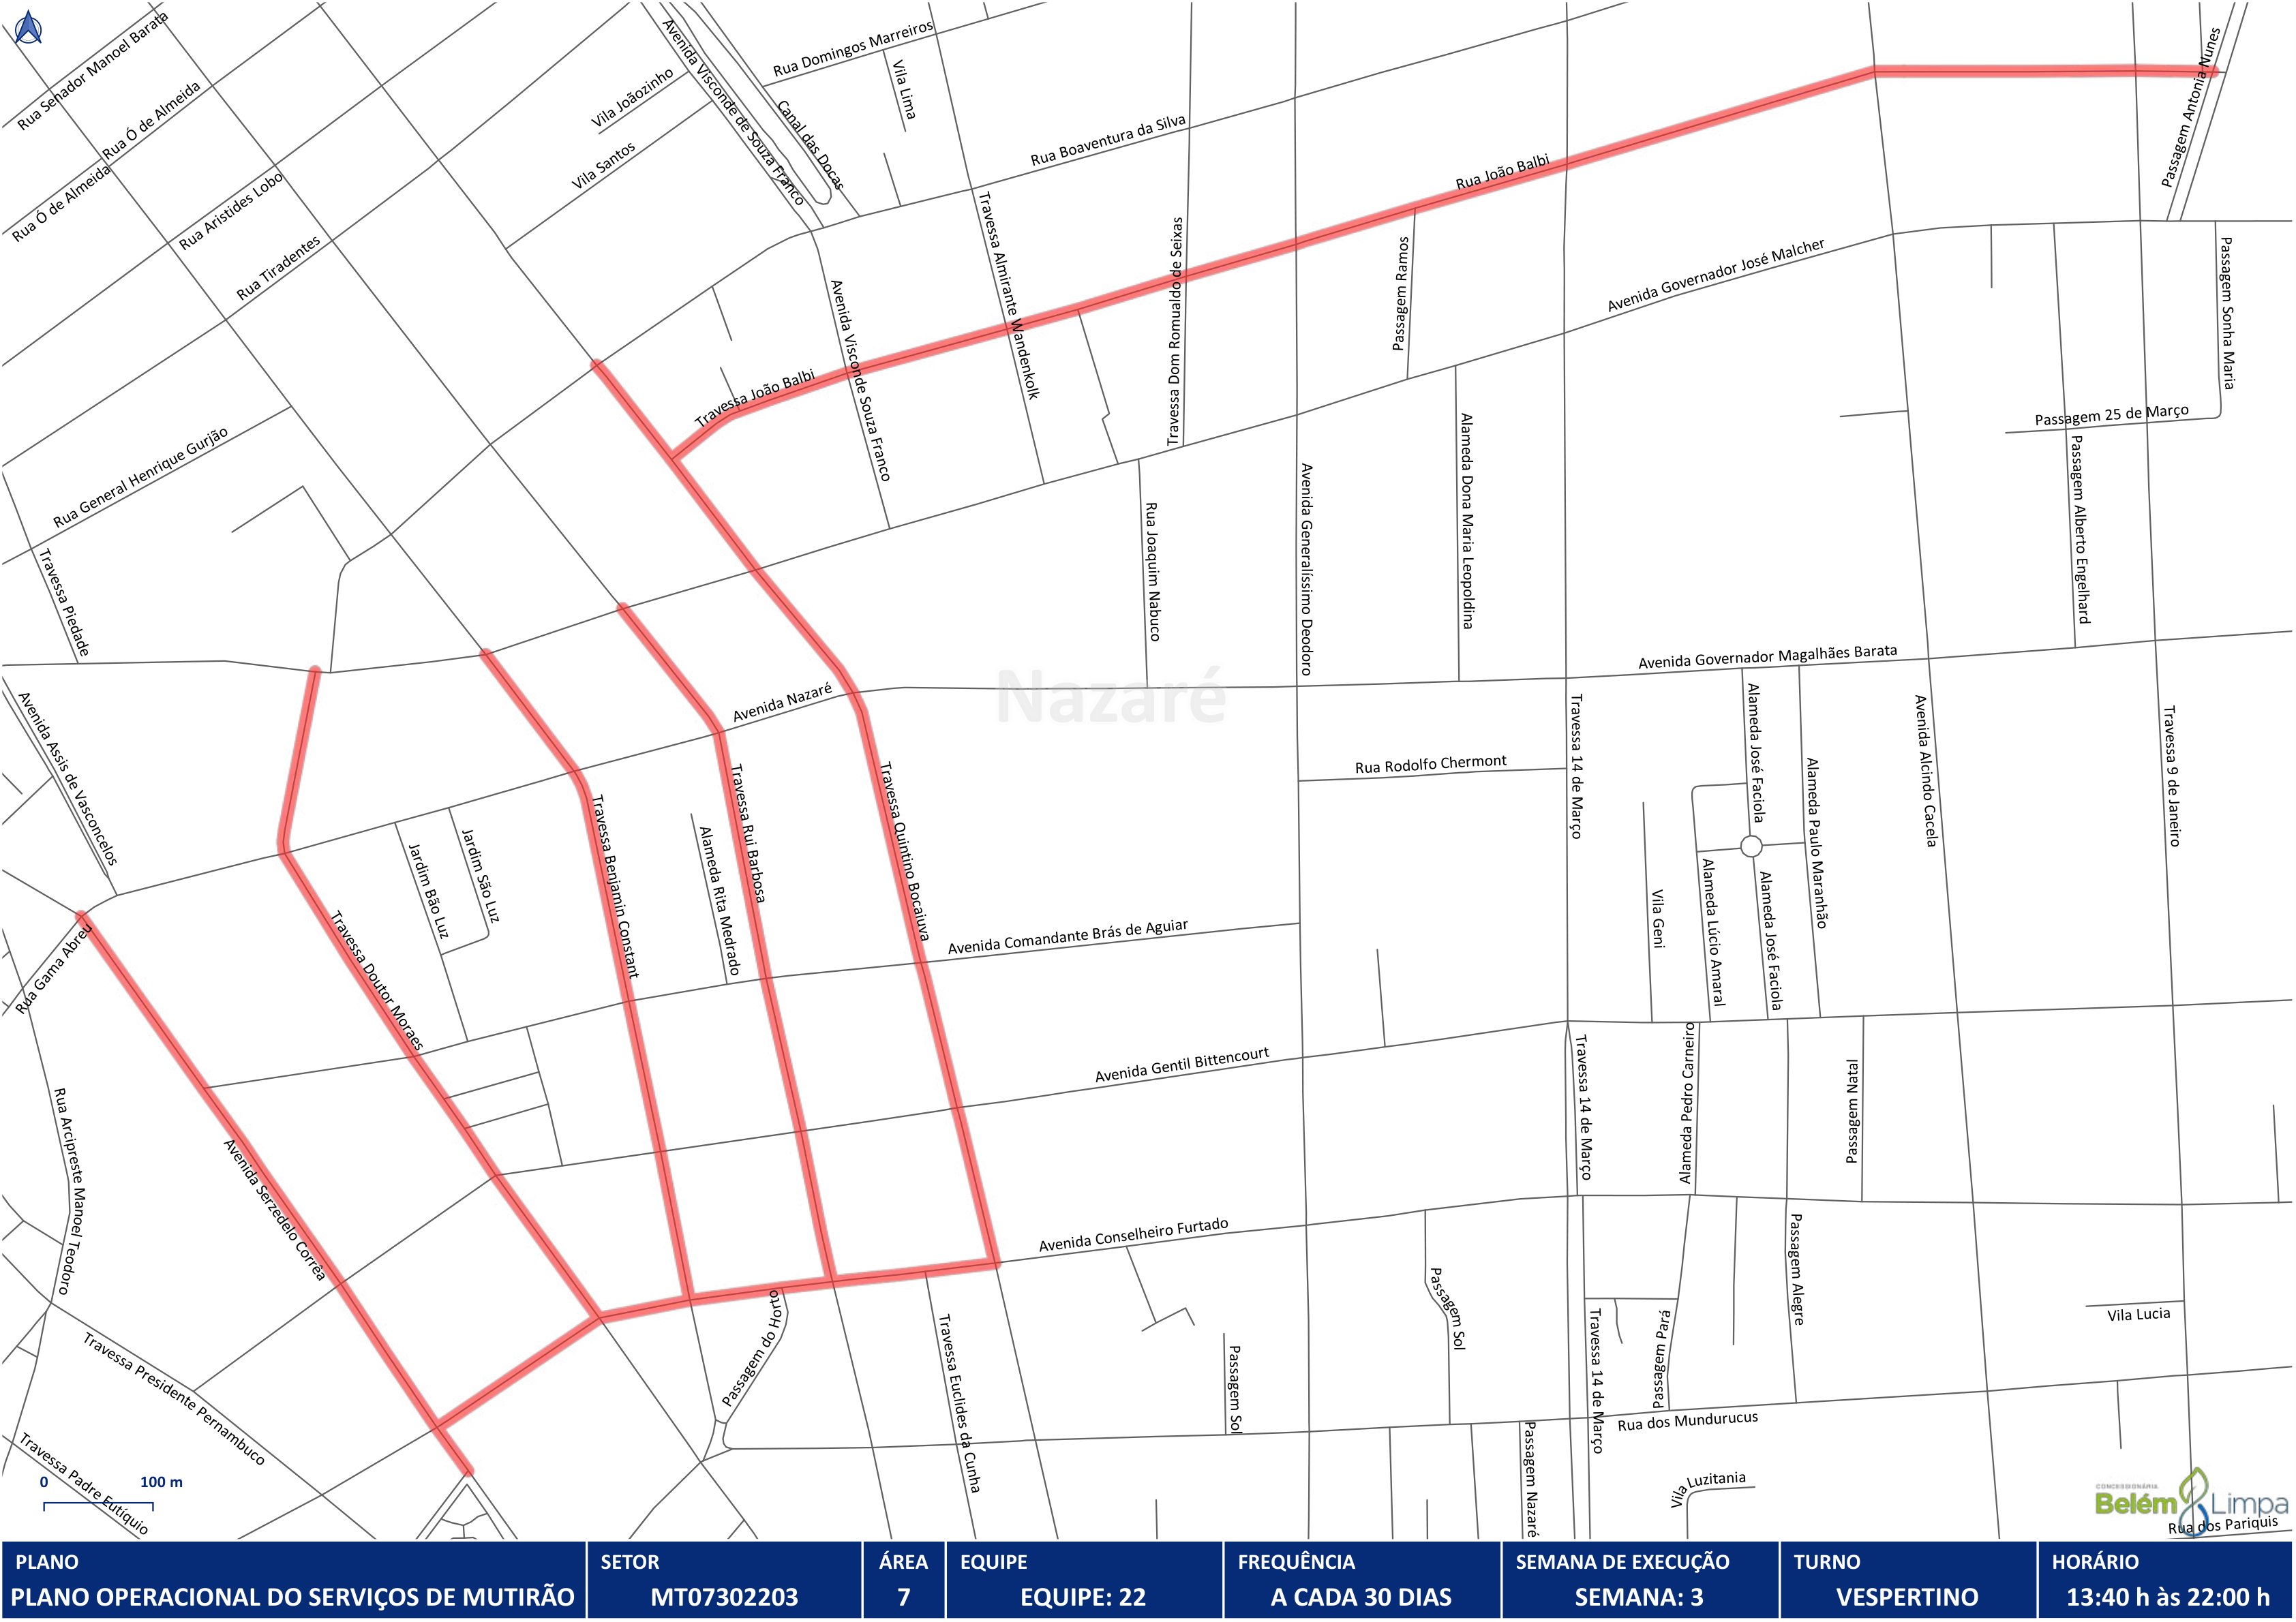 Rua Senador Manoel Barata
Rua Ó de Almeida
Rua Ó de Almeida
Rua Aristides Lobo
Rua Tiradentes
Rua General Henrique Gurjão
Travessa Piedade
Vila Joãozinho
Vila Santos
Avenida Visconde de Souza Franco
Canal das Docas
Rua Domingos Marreiros
Vila Lima
Rua Boaventura da Silva
Travessa Almirante Wandenkolk
Travessa Dom Romualdo de Seixas
Rua João Balbi
Passagem Ramos
Avenida Governador José Malcher
Passagem Antonia Nunes
Passagem Sonha Maria
Passagem 25 de Março
Passagem Alberto Engelhard
Travessa João Balbi
Avenida Visconde Souza Franco
Rua Joaquim Nabuco
Avenida Generalíssimo Deodoro
Alameda Dona Maria Leopoldina
Avenida Governador Magalhães Barata
Nazaré
Avenida Nazaré
Avenida Assis de Vasconcelos
Rua Gama Abreu
Jardim Bão Luz
Jardim São Luz
Travessa Doutor Moraes
Travessa Benjamin Constant
Alameda Rita Medrado
Travessa Rui Barbosa
Travessa Quintino Bocaiuva
Avenida Comandante Brás de Aguiar
Rua Rodolfo Chermont
Travessa 14 de Março
Vila Geni
Alameda José Faciola
Alameda Lúcio Amaral
Alameda José Faciola
Alameda Paulo Maranhão
Avenida Alcindo Cacela
Travessa 9 de Janeiro
Avenida Gentil Bittencourt
Travessa 14 de Março
Alameda Pedro Carneiro
Passagem Natal
Rua Arcipreste Manoel Teodoro
Avenida Serzedelo Corrêa
Avenida Conselheiro Furtado
Passagem do Horto
Travessa Euclides da Cunha
Passagem Sol
Passagem Sol
Travessa 14 de Março
Passagem Pará
Passagem Alegre
Vila Lucia
Travessa Presidente Pernambuco
Travessa Padre Eutíquio
Rua dos Mundurucus
Passagem Nazaré
Vila Luzitania
0 100 m
CONCESSIONÁRIA
Belém Limpa
Rua dos Pariquis
PLANO SETOR ÁREA EQUIPE FREQUÊNCIA SEMANA DE EXECUÇÃO TURNO HORÁRIO
PLANO OPERACIONAL DO SERVIÇOS DE MUTIRÃO MT07302203 7 EQUIPE: 22 A CADA 30 DIAS SEMANA: 3 VESPERTINO 13:40 h às 22:00 h